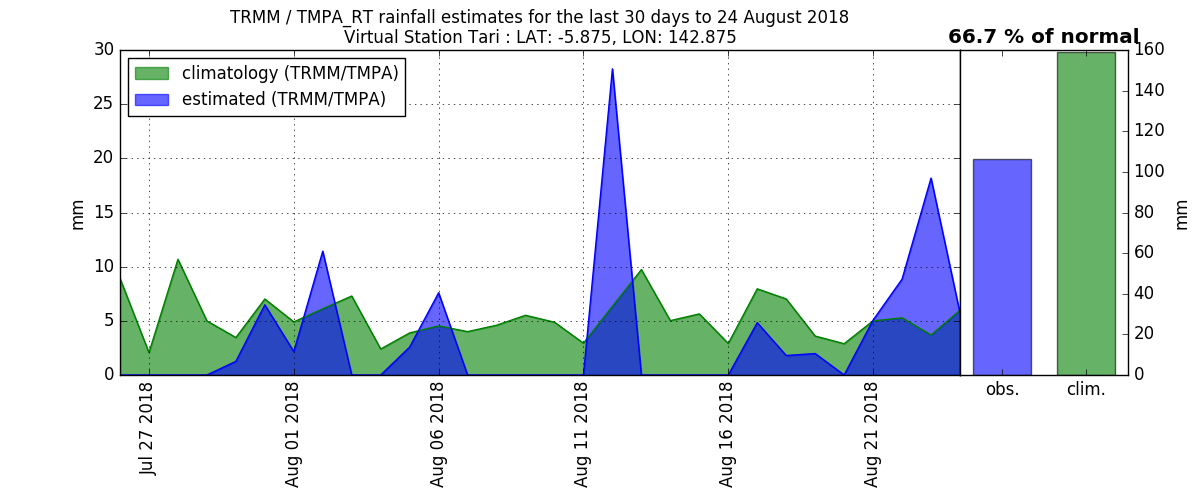 TRMM / TMPA_RT rainfall estimates for the last 30 days to 24 August 2018
Virtual Station Tari : LAT: -5.875, LON: 142.875
66.7 % of normal
climatology (TRMM/TMPA)
estimated (TRMM/TMPA)
30
25
20
15
10
5
0
mm
Jul 27 2018
Aug 01 2018
Aug 06 2018
Aug 11 2018
Aug 16 2018
Aug 21 2018
obs.
clim.
160
140
120
100
80
60
40
20
0
mm